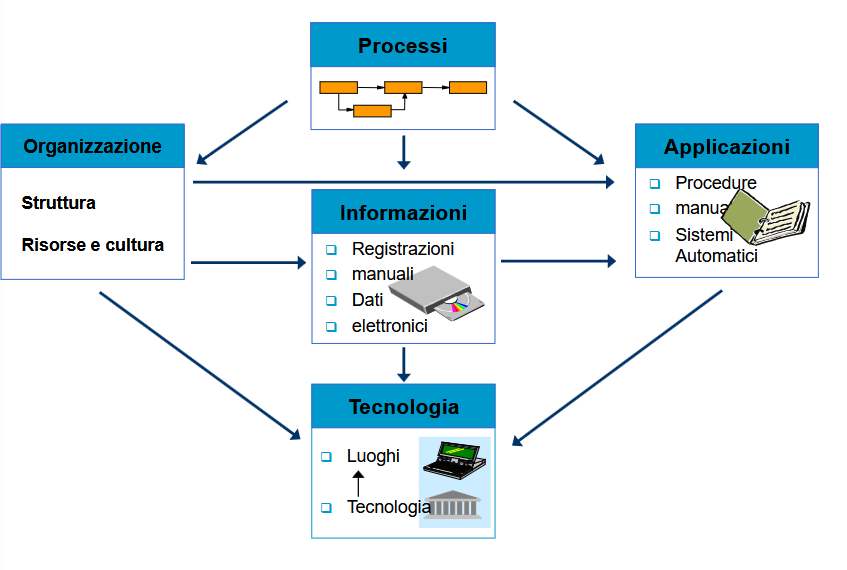 Processi
Organizzazione
Struttura
Risorse e cultura
Applicazioni
Procedure
Sistemi
Automatici
Informazioni
Registrazioni
manuali
Dati
elettronici
Tecnologia
Luoghi
Tecnologia